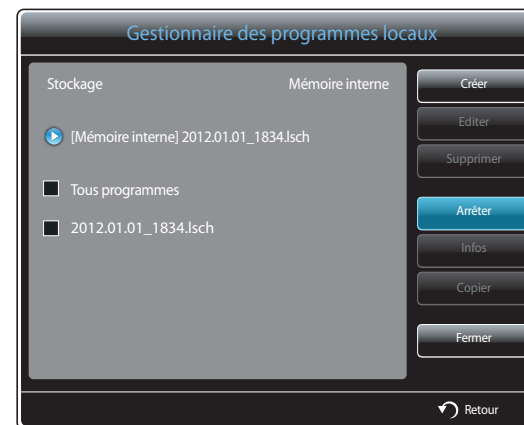 Gestionnaire des programmes locaux
Stockage Mémoire interne
[Mémoire interne] 2012.01.01_1834.lsch
Tous programmes
2012.01.01_1834.lsch
Créer
Editer
Supprimer
Arrêter
Infos
Copier
Fermer
Retour